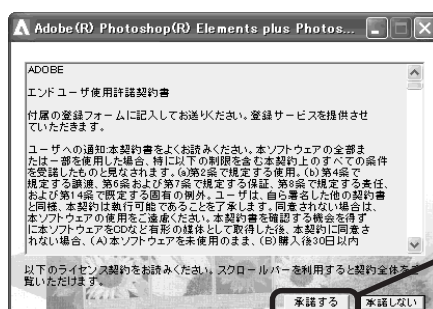 Adobe(R) Photoshop(R) Elements plus Photos...
ADOBE
エンド ユーザ使用許諾契約書
付属の登録フォームに記入してお送りください。登録サービスを提供させ
ていただきます。
ユーザへの通知:本契約書をよくお読みください。本ソフトウェアの全部ま
たは一部を使用した場合、特に以下の制限を含む本契約上のすべての条件
を受諾したものと見なされます。(a)第2条で規定する使用。(b)第4条で
規定する譲渡、第6条および第7条で規定する保証、第8条で規定する責任、
および第14条で既定する固有の例外。ユーザは、自ら署名した他の契約書
と同様、本契約は執行可能であることを了承します。同意されない場合は、
本ソフトウェアの使用をご遠慮ください。本契約書を確認する機会を得ず
に本ソフトウェアをCDなど有形の媒体として取得した後、本契約に同意さ
れない場合、(A)本ソフトウェアを未使用のまま、(B)購入後30日以内
以下のライセンス契約をお読みください。スクロールバーを利用すると契約全体をご
覧いただけます。
承諾する
承諾しない